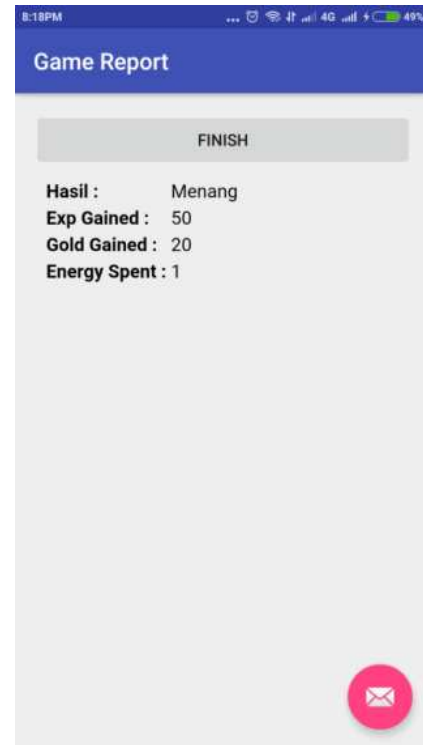 8:18PM ... 4G 49%
Game Report
FINISH
Hasil : Menang
Exp Gained : 50
Gold Gained : 20
Energy Spent : 1